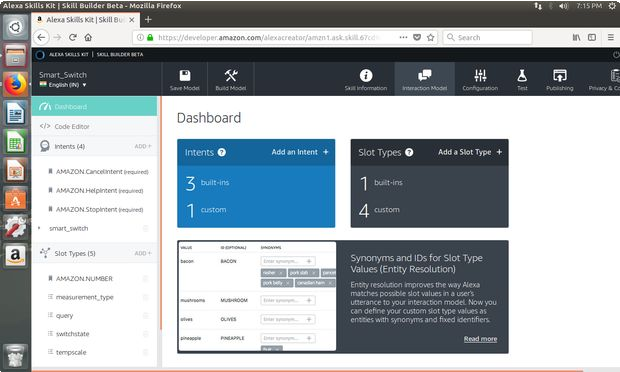 Alexa Skills Kit | Skill Builder Beta - Mozilla Firefox
7:15 PM
Alexa Skills Kit | Skill Build
https://developer.amazon.com/alexacreator/amzn1.ask.skill.67cd
Search
ALEXA SKILLS KIT | SKILL BUILDER BETA
Smart_Switch
English (IN)
Save Model
Build Model
Skill Information
Interaction Model
Configuration
Test
Publishing
Privacy & Co
Dashboard
Code Editor
Intents (4)
ADD +
AMAZON.CancelIntent (required)
AMAZON.HelpIntent (required)
AMAZON.StopIntent (required)
smart_switch
Slot Types (5)
ADD +
AMAZON.NUMBER
measurement_type
query
switchstate
tempscale
Dashboard
Intents ?
Add an Intent +
3 built-ins
1 custom
Slot Types ?
Add a Slot Type +
1 built-ins
4 custom
VALUE ID (OPTIONAL) SYNONYMS
bacon BACON Enter synonym... +
rasher × pork slab × pancet
pork belly × canadian ham ×
mushrooms MUSHROOM Enter synonym... +
olives OLIVES Enter synonym... +
pineapple PINEAPPLE Enter synonym... +
fruit ×
Synonyms and IDs for Slot Type
Values (Entity Resolution)
Entity resolution improves the way Alexa
matches possible slot values in a user's
utterance to your interaction model. Now you
can define your custom slot type values as
entities with synonyms and fixed identifiers.
Read more